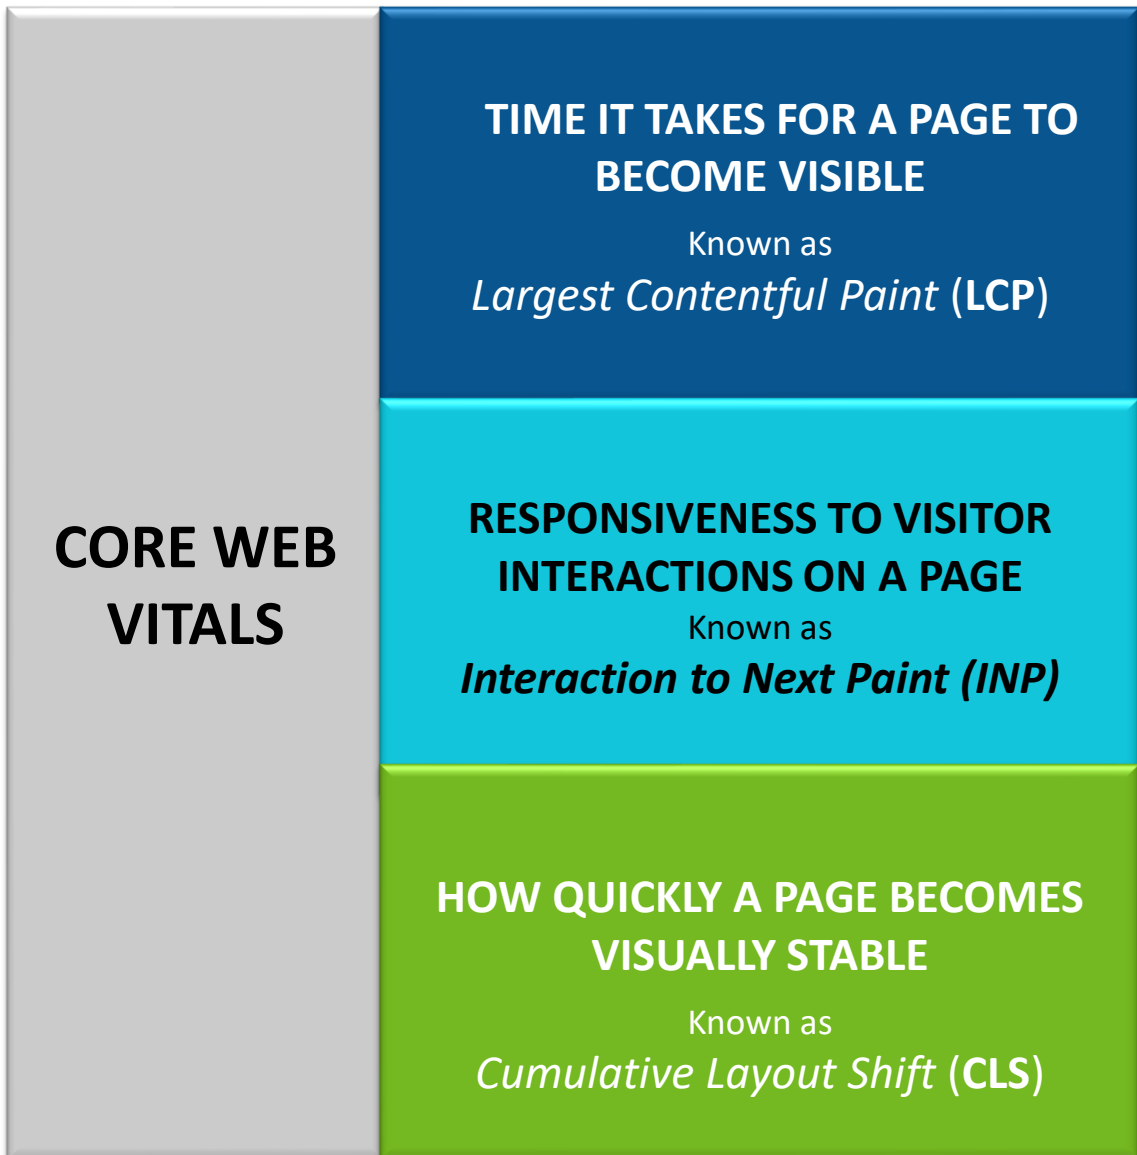 CORE WEB
VITALS
TIME IT TAKES FOR A PAGE TO
BECOME VISIBLE
Known as
Largest Contentful Paint (LCP)
RESPONSIVENESS TO VISITOR
INTERACTIONS ON A PAGE
Known as
Interaction to Next Paint (INP)
HOW QUICKLY A PAGE BECOMES
VISUALLY STABLE
Known as
Cumulative Layout Shift (CLS)